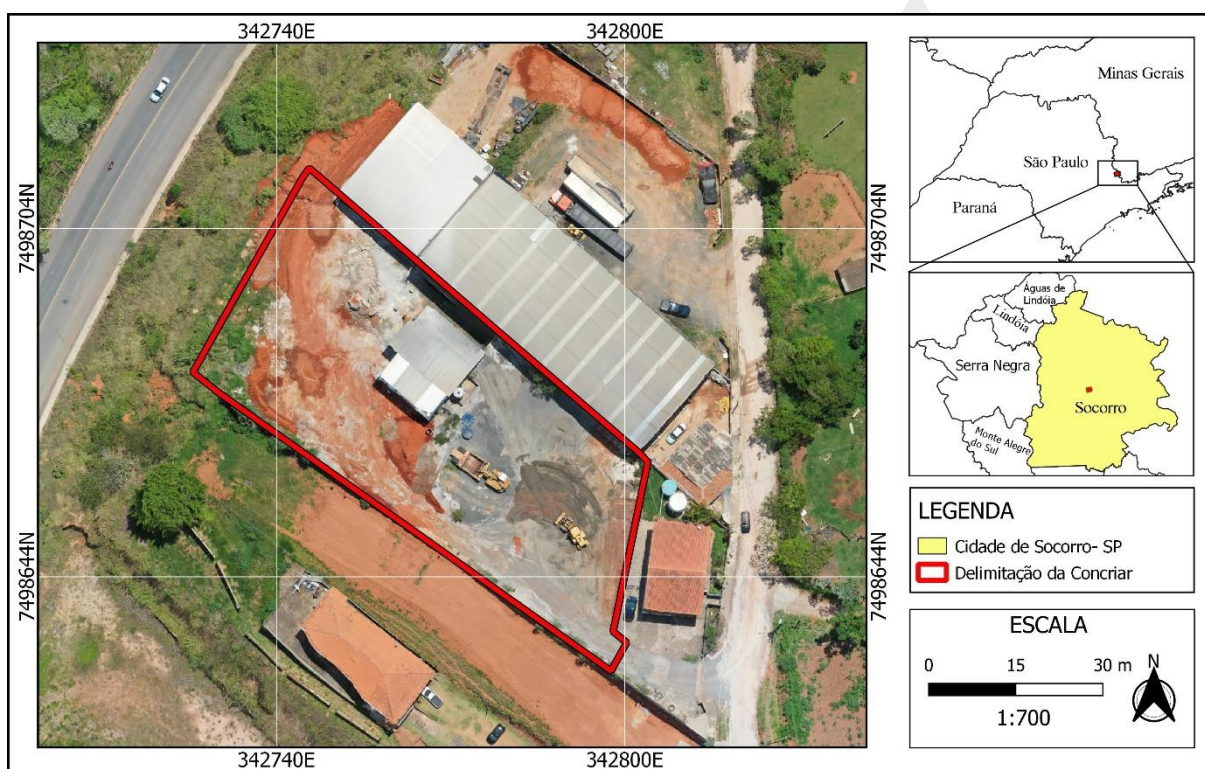 342740E
342800E
7498704N
7498704N
7498644N
7498644N
342740E
342800E
Minas Gerais
São Paulo
Paraná
Águas de
Lindóia
Lindóia
Serra Negra
Socorro
Monte Alegre
do Sul
LEGENDA
Cidade de Socorro- SP
Delimitação da Concriar
ESCALA
0 15 30 m
1:700
N